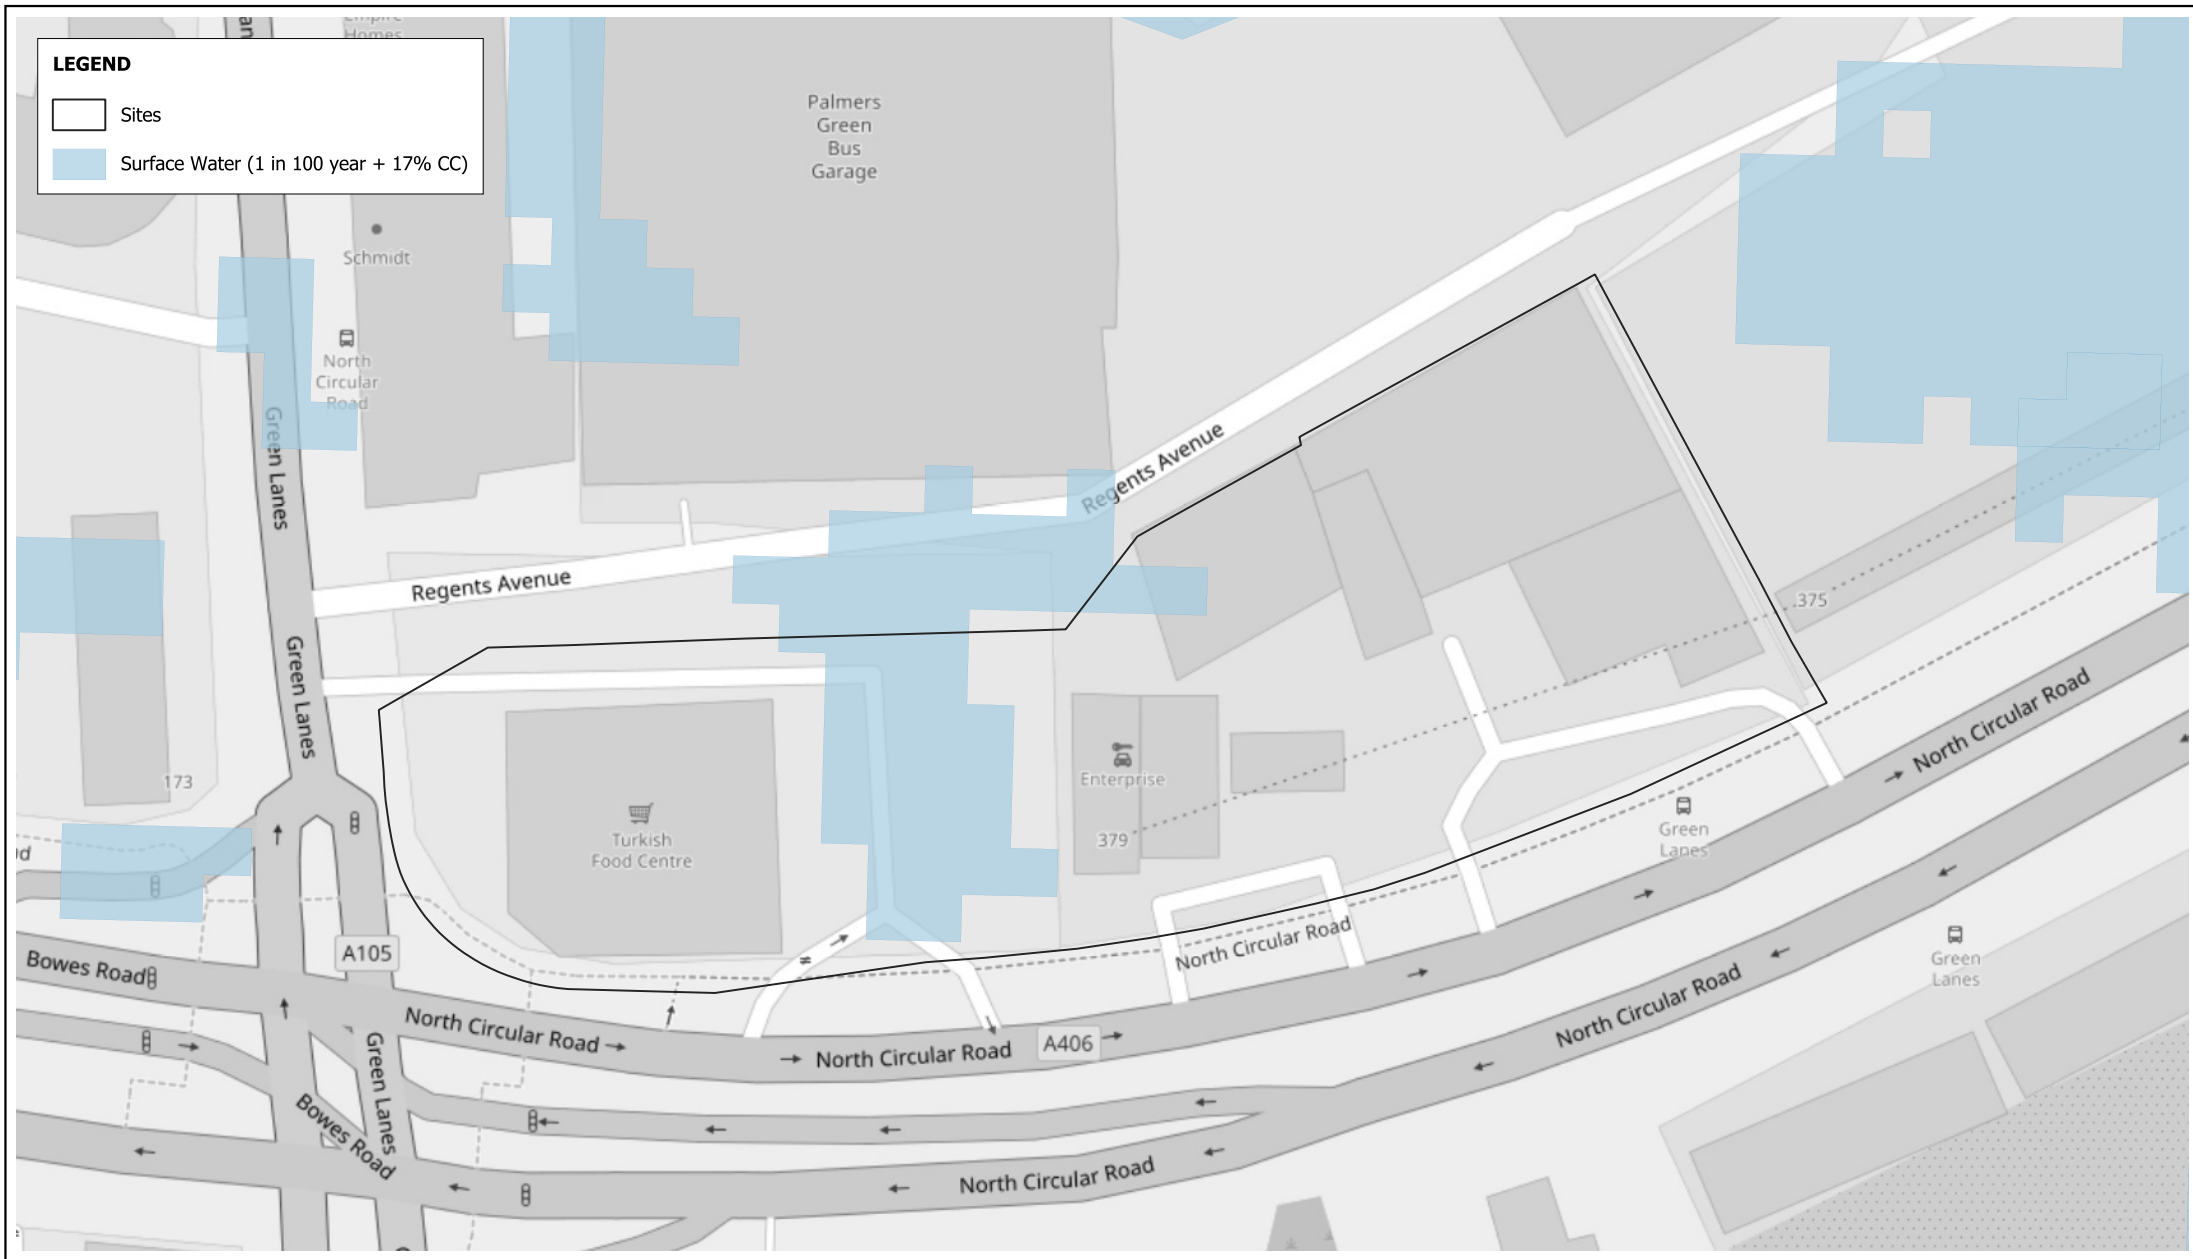 Empire
Homes
LEGEND
Sites
Surface Water (1 in 100 year + 17% CC)
Palmers
Green
Bus
Garage
Schmidt
North
Circular
Road
Green Lanes
Regents Avenue
Regents Avenue
Green Lanes
375
173
Enterprise
379
Turkish
Food Centre
Green
Lanes
North Circular Road
North Circular Road
A105
Bowes Road
North Circular Road
North Circular Road
A406
Green
Lanes
North Circular Road
Green Lanes
Bowes Road
North Circular Road